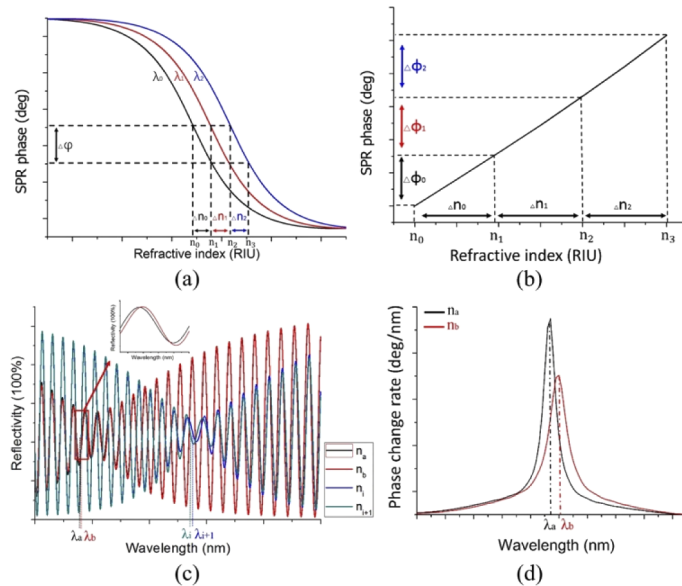 (a)
SPR phase (deg)
λ₀ λ₁ λ₂
△φ
△n₀ △n₁ △n₂
n₀ n₁ n₂ n₃
Refractive index (RIU)
(b)
SPR phase (deg)
△ϕ₂
△ϕ₁
△ϕ₀
△n₀ △n₁ △n₂
n₀ n₁ n₂ n₃
Refractive index (RIU)
(c)
Reflectivity (100%)
Reflectivity (100%)
Wavelength (nm)
nₐ
n_b
n_i
n_{i+1}
λa λb λi λi+1
Wavelength (nm)
(d)
Phase change rate (deg/nm)
nₐ
n_b
λₐ λ_b
Wavelength (nm)